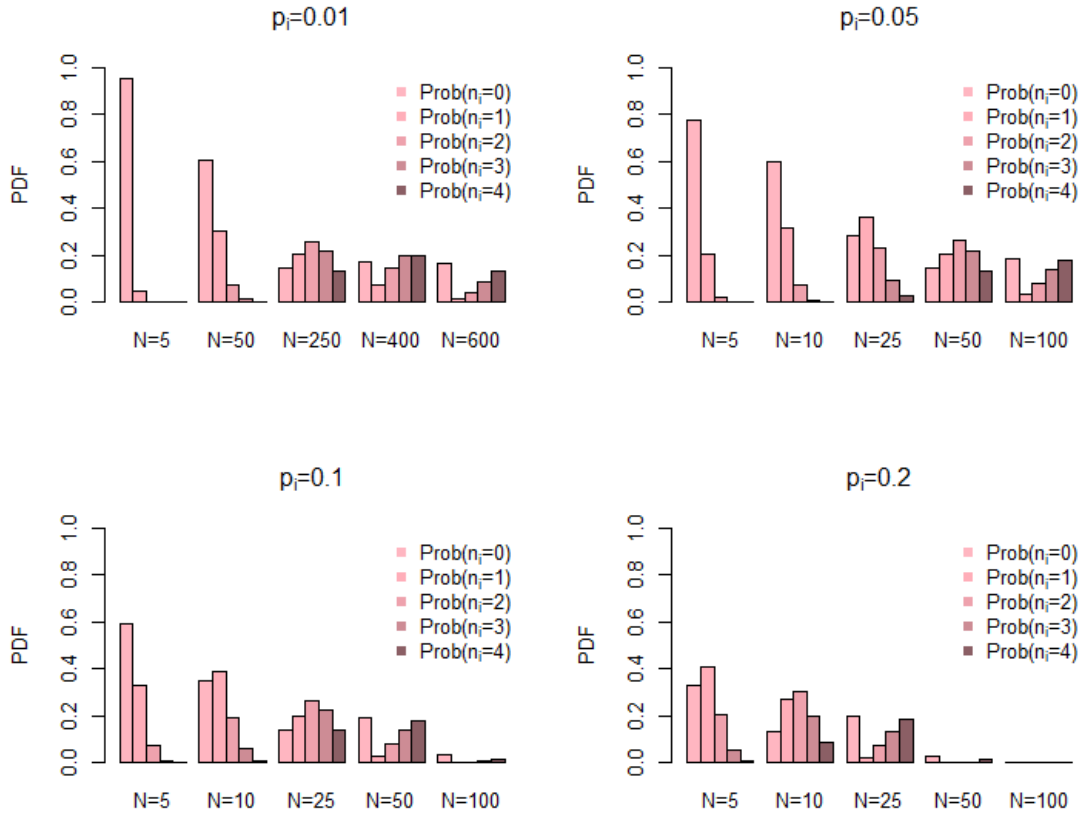 pᵢ=0.01
PDF
0.0 0.2 0.4 0.6 0.8 1.0
Prob(nᵢ=0)
Prob(nᵢ=1)
Prob(nᵢ=2)
Prob(nᵢ=3)
Prob(nᵢ=4)
N=5 N=50 N=250 N=400 N=600
pᵢ=0.05
PDF
0.0 0.2 0.4 0.6 0.8 1.0
Prob(nᵢ=0)
Prob(nᵢ=1)
Prob(nᵢ=2)
Prob(nᵢ=3)
Prob(nᵢ=4)
N=5 N=10 N=25 N=50 N=100
pᵢ=0.1
PDF
0.0 0.2 0.4 0.6 0.8 1.0
Prob(nᵢ=0)
Prob(nᵢ=1)
Prob(nᵢ=2)
Prob(nᵢ=3)
Prob(nᵢ=4)
N=5 N=10 N=25 N=50 N=100
pᵢ=0.2
PDF
0.0 0.2 0.4 0.6 0.8 1.0
Prob(nᵢ=0)
Prob(nᵢ=1)
Prob(nᵢ=2)
Prob(nᵢ=3)
Prob(nᵢ=4)
N=5 N=10 N=25 N=50 N=100